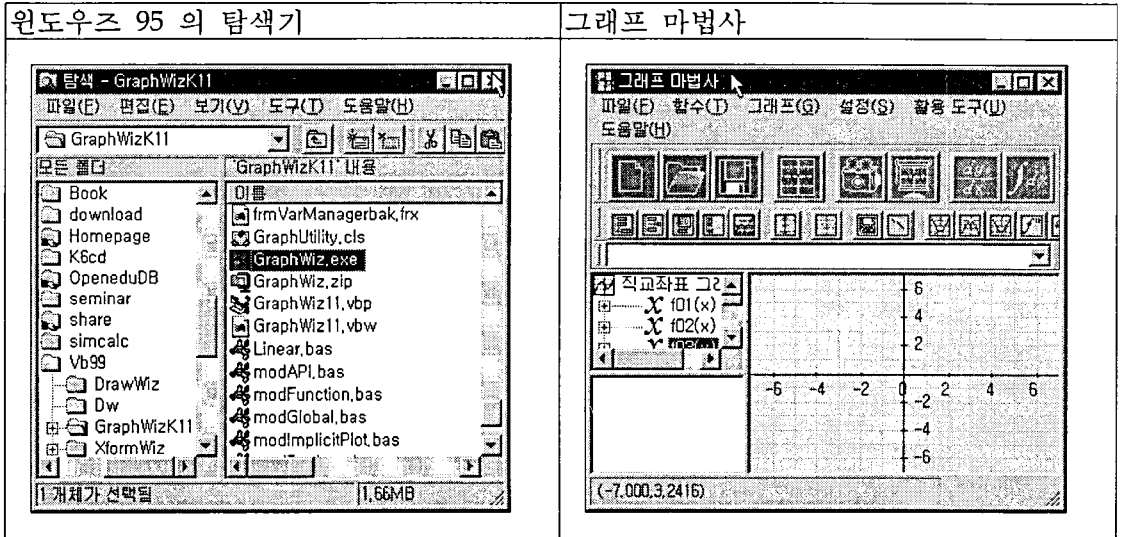 윈도우즈 95 의 탐색기
탐색 - GraphWizK11
파일(F) 편집(E) 보기(V) 도구(T) 도움말(H)
GraphWizK11
모든 폴더
'GraphWizK11' 내용
Book
download
Homepage
K6cd
OpeneduDB
seminar
share
simcalc
Vb99
DrawWiz
Dw
GraphWizK11
XformWiz
이름
frmVarManagerbak.frx
GraphUtility.cls
GraphWiz.exe
GraphWiz.zip
GraphWiz11.vbp
GraphWiz11.vbw
Linear.bas
modAPI.bas
modFunction.bas
modGlobal.bas
modImplicitPlot.bas
1 개체가 선택됨
1.66MB
그래프 마법사
그래프 마법사
파일(F) 함수(T) 그래프(G) 설정(S) 활용 도구(U)
도움말(H)
직교좌표 그래
X f01(x)
X f02(x)
6
4
2
-6 -4 -2 0 2 4 6
-2
-4
-6
(-7.000,3.2416)